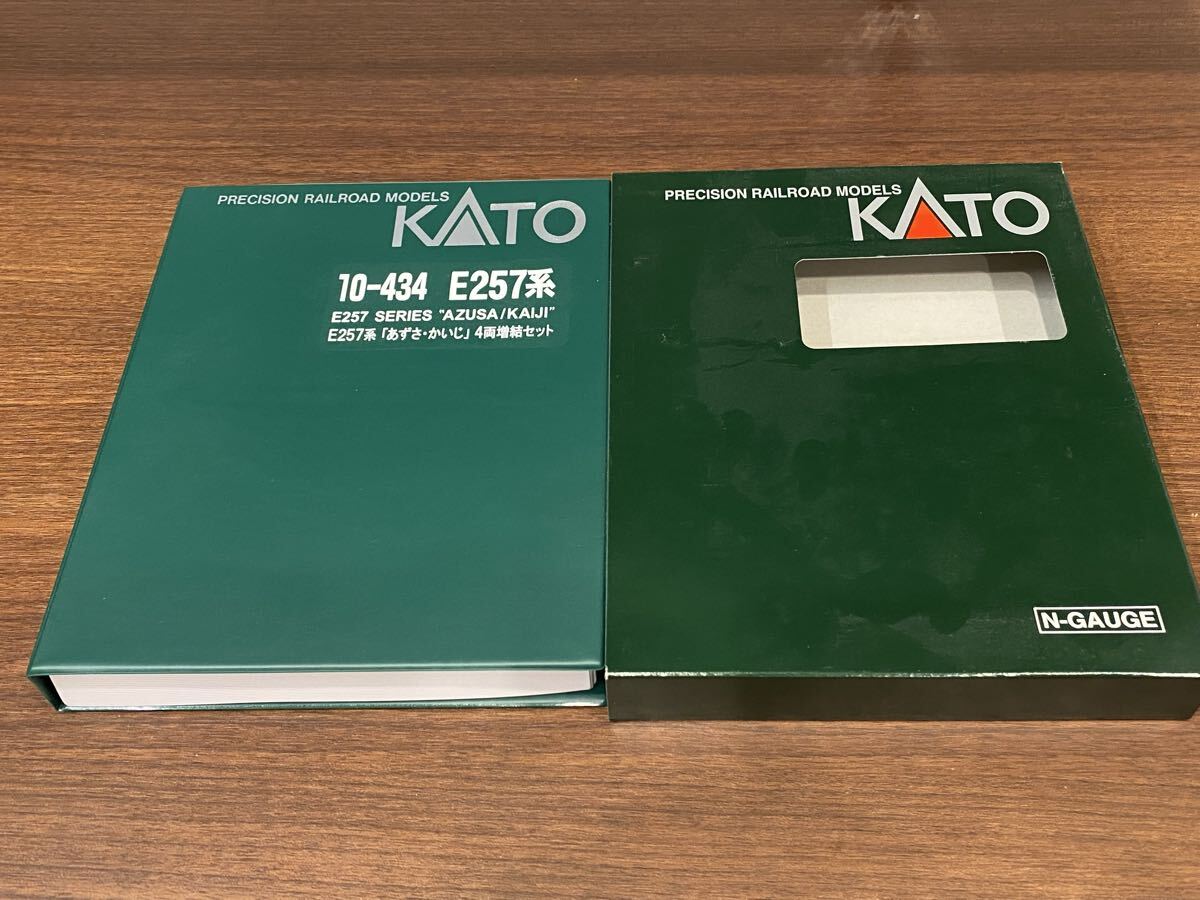 PRECISION RAILROAD MODELS
KATO
10-434 E257系
E257 SERIES "AZUSA/KAIJI"
E257系「あずさ・かいじ」4両増結セット
PRECISION RAILROAD MODELS
KATO
N-GAUGE